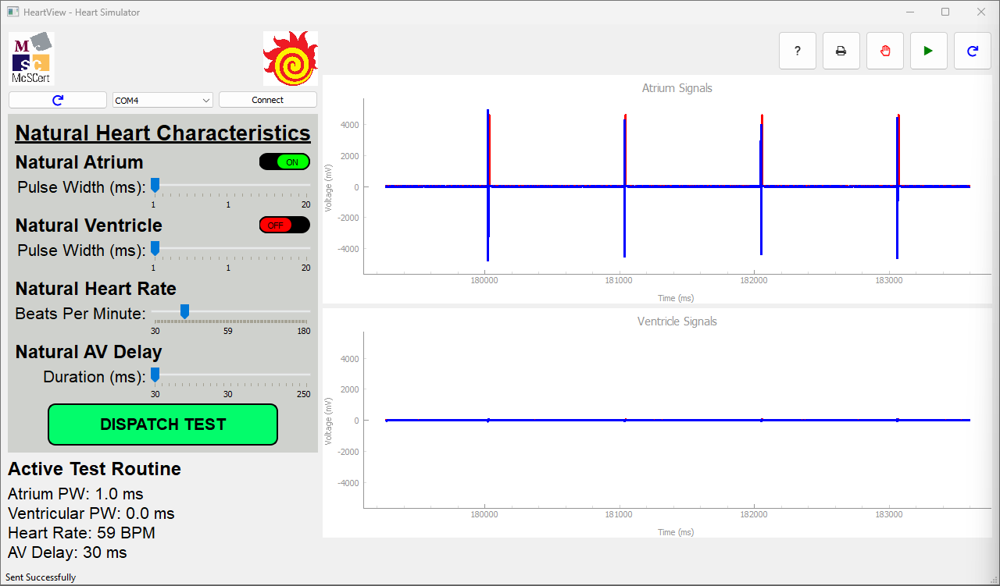 HeartView - Heart Simulator
M
C
S
C
McSCert
?
COM4
Connect
Natural Heart Characteristics
Natural Atrium
ON
Pulse Width (ms):
1 1 20
Natural Ventricle
OFF
Pulse Width (ms):
1 1 20
Natural Heart Rate
Beats Per Minute:
30 59 180
Natural AV Delay
Duration (ms):
30 30 250
DISPATCH TEST
Active Test Routine
Atrium PW: 1.0 ms
Ventricular PW: 0.0 ms
Heart Rate: 59 BPM
AV Delay: 30 ms
Sent Successfully
Atrium Signals
Voltage (mV)
4000
2000
0
-2000
-4000
180000 181000 182000 183000
Time (ms)
Ventricle Signals
Voltage (mV)
4000
2000
0
-2000
-4000
180000 181000 182000 183000
Time (ms)